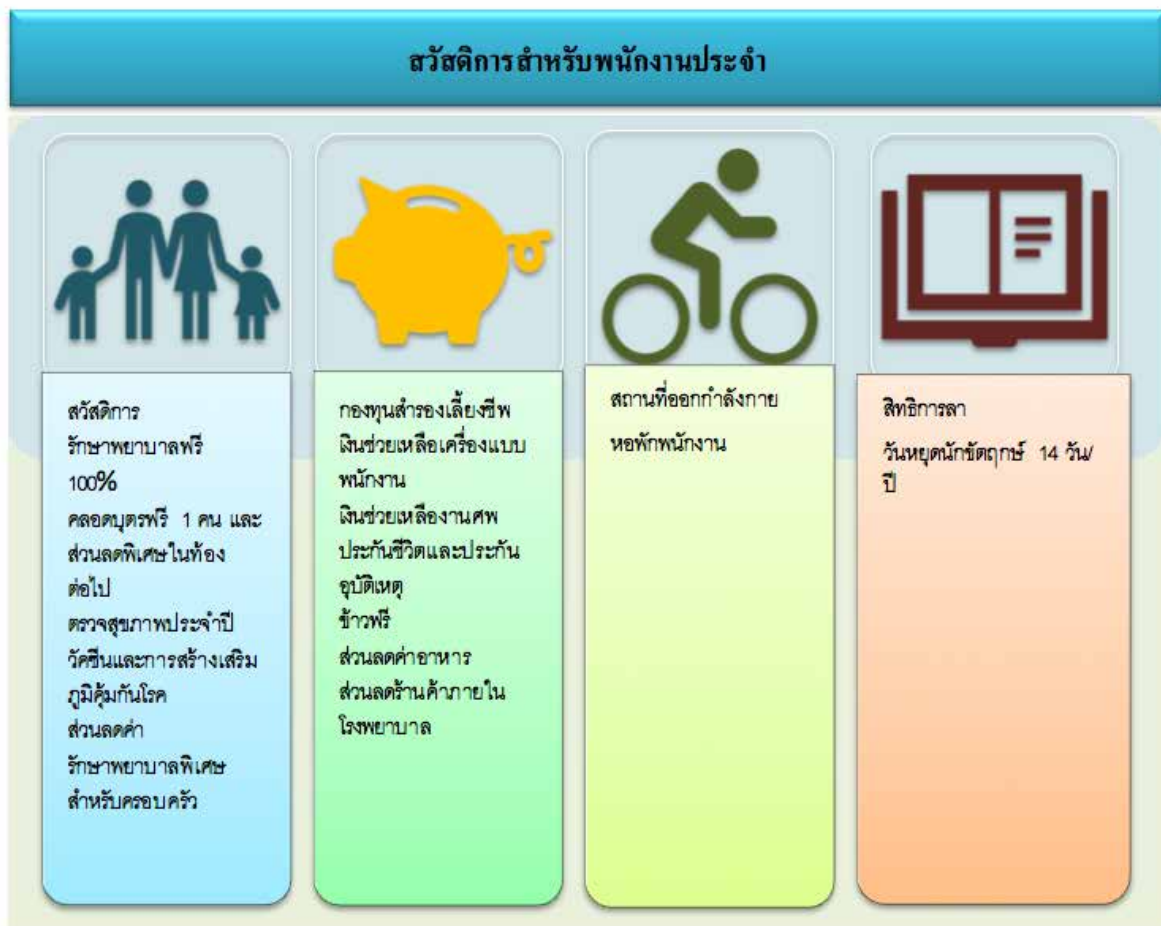 สวัสดิการสำหรับพนักงานประจำ
สวัสดิการ
รักษาพยาบาลฟรี
100%
คลอดบุตรฟรี 1 คน และ
ส่วนลดพิเศษในท้อง
ต่อไป
ตรวจสุขภาพประจำปี
วัคซีนและการสร้างเสริม
ภูมิคุ้มกันโรค
ส่วนลดค่า
รักษาพยาบาลพิเศษ
สำหรับครอบครัว
กองทุนสำรองเลี้ยงชีพ
เงินช่วยเหลือเครื่องแบบ
พนักงาน
เงินช่วยเหลืองานศพ
ประกันชีวิตและประกัน
อุบัติเหตุ
ข้าวฟรี
ส่วนลดค่าอาหาร
ส่วนลดร้านค้าภายใน
โรงพยาบาล
สถานที่ออกกำลังกาย
หอพักพนักงาน
สิทธิการลา
วันหยุดนักขัตฤกษ์ 14 วัน/
ปี